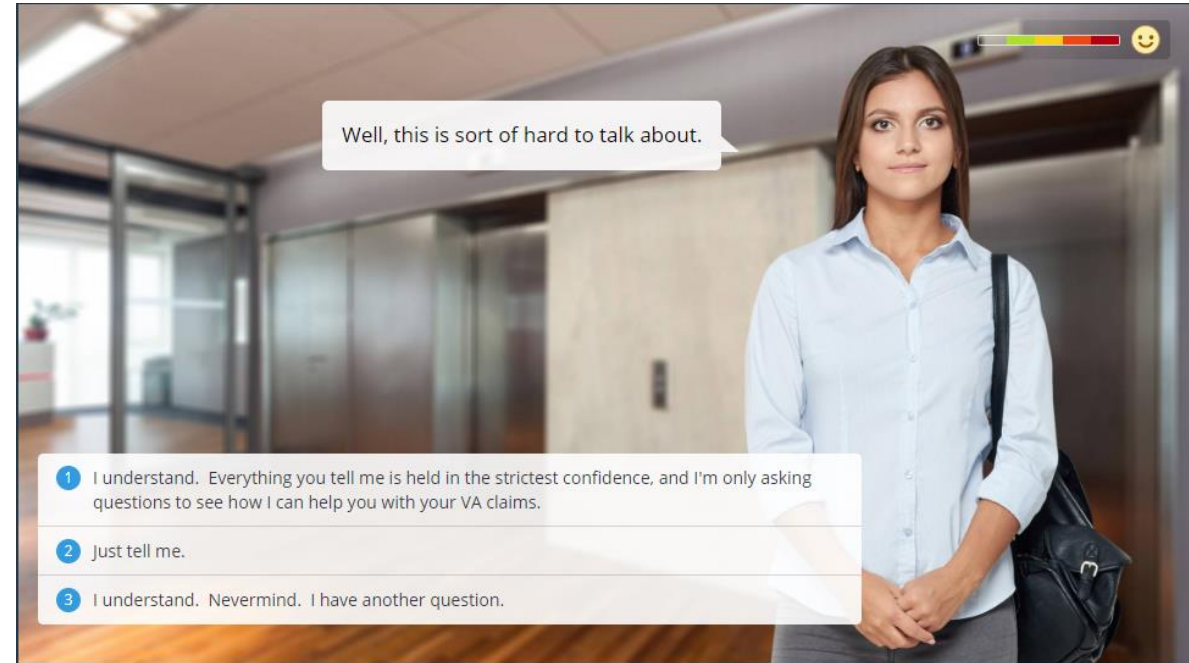 Well, this is sort of hard to talk about.
1 I understand.  Everything you tell me is held in the strictest confidence, and I'm only asking
questions to see how I can help you with your VA claims.
2 Just tell me.
3 I understand.  Nevermind.  I have another question.